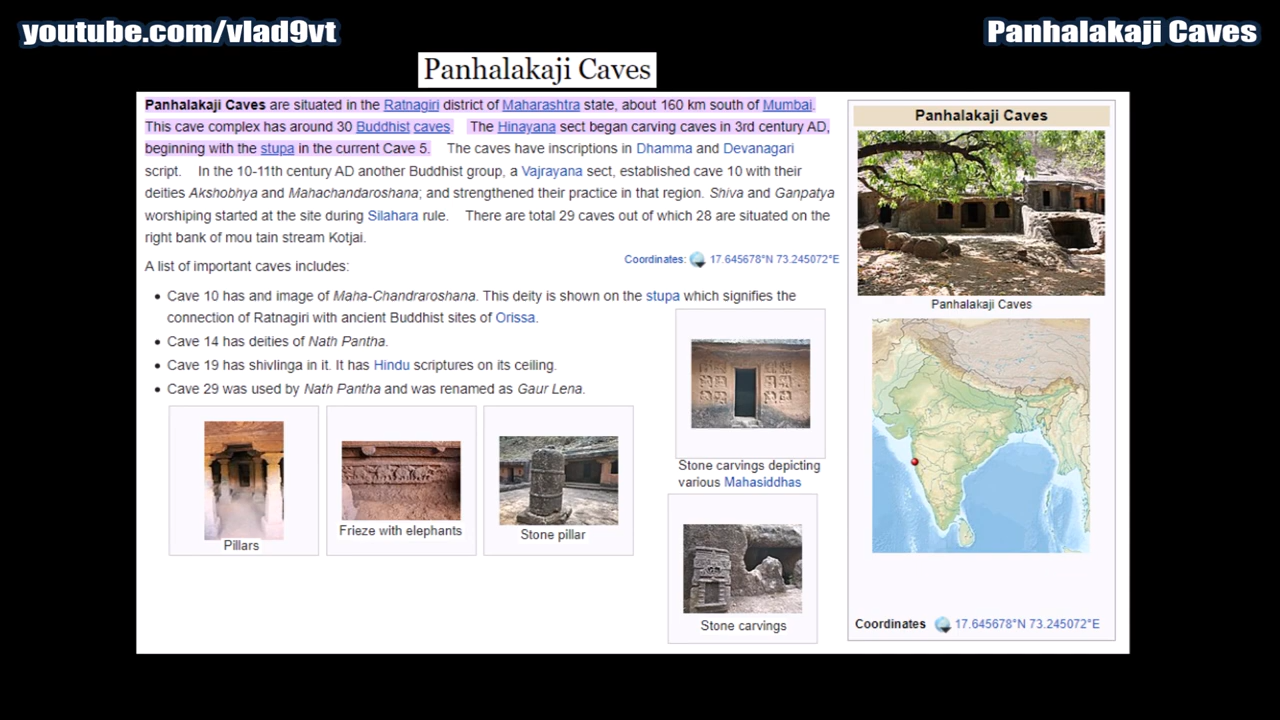 youtube.com/vlad9vt
Panhalakaji Caves
Panhalakaji Caves
Panhalakaji Caves are situated in the Ratnagiri district of Maharashtra state, about 160 km south of Mumbai.
This cave complex has around 30 Buddhist caves. The Hinayana sect began carving caves in 3rd century AD,
beginning with the stupa in the current Cave 5. The caves have inscriptions in Dhamma and Devanagari
script. In the 10-11th century AD another Buddhist group, a Vajrayana sect, established cave 10 with their
deities Akshobhya and Mahachandaroshana; and strengthened their practice in that region. Shiva and Ganpatya
worshiping started at the site during Silahara rule. There are total 29 caves out of which 28 are situated on the
right bank of mou tain stream Kotjai.
Coordinates: 17.645678°N 73.245072°E
A list of important caves includes:
• Cave 10 has and image of Maha-Chandraroshana. This deity is shown on the stupa which signifies the
connection of Ratnagiri with ancient Buddhist sites of Orissa.
• Cave 14 has deities of Nath Pantha.
• Cave 19 has shivlinga in it. It has Hindu scriptures on its ceiling.
• Cave 29 was used by Nath Pantha and was renamed as Gaur Lena.
Pillars
Frieze with elephants
Stone pillar
Stone carvings depicting
various Mahasiddhas
Stone carvings
Panhalakaji Caves
Panhalakaji Caves
Coordinates 17.645678°N 73.245072°E